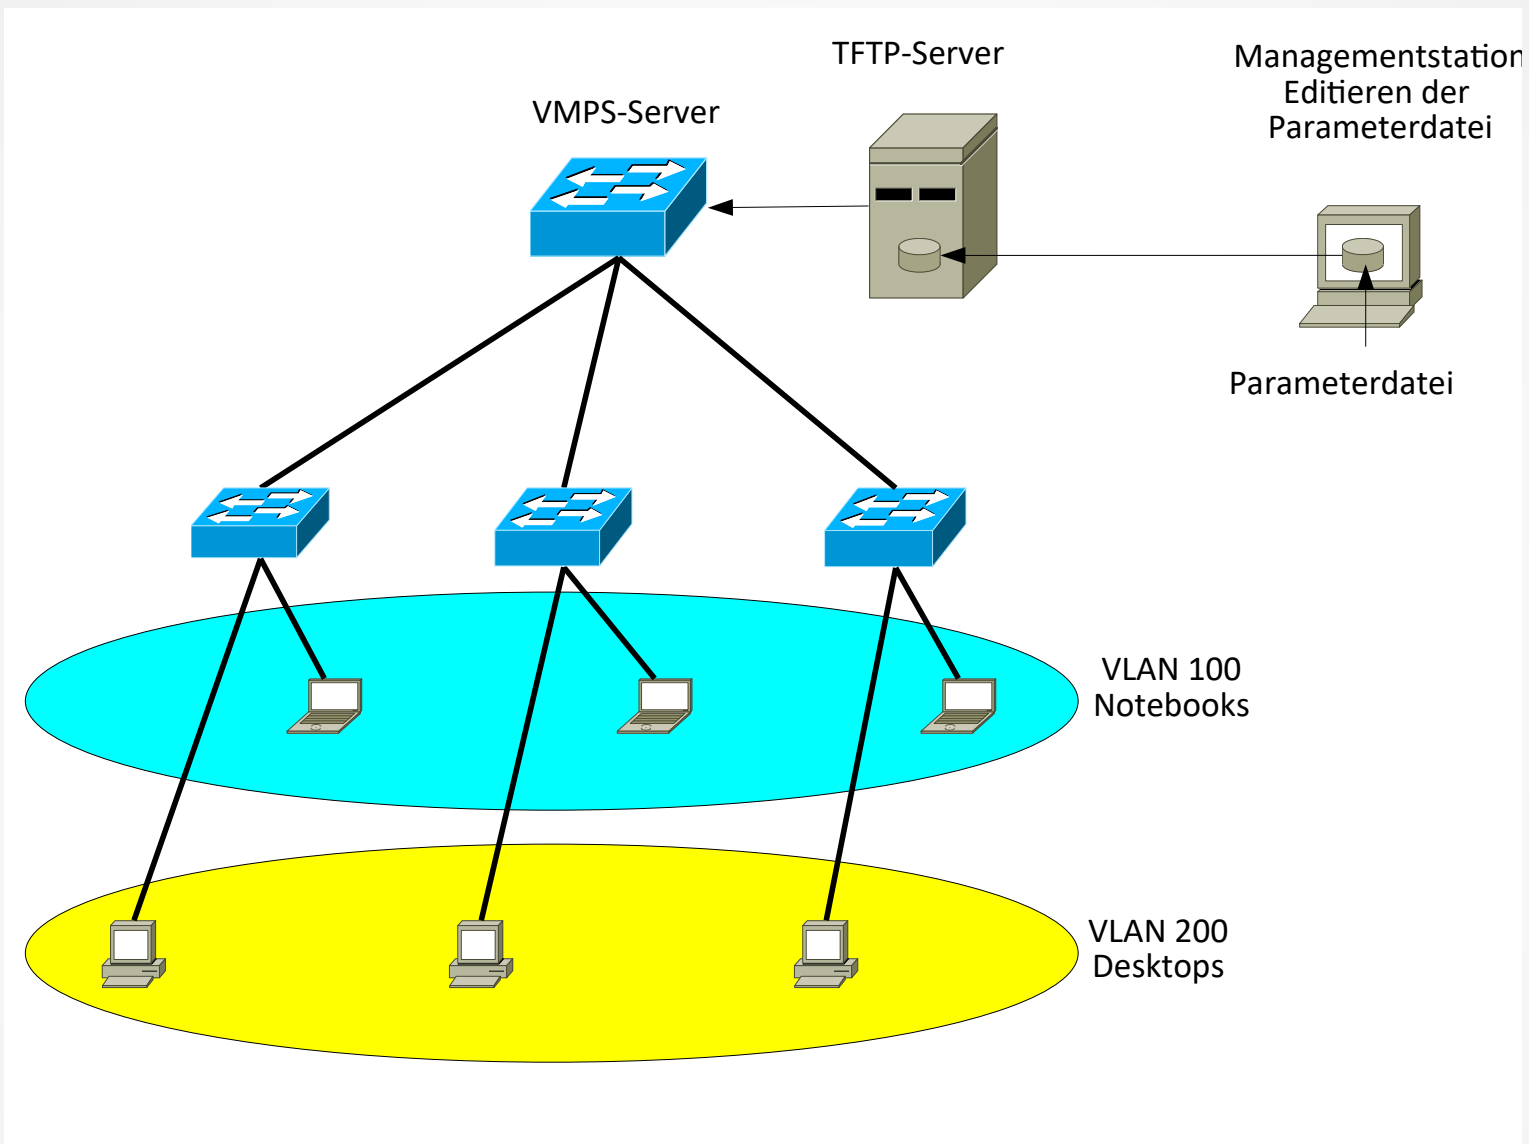 TFTP-Server
Managementstation
Editieren der
Parameterdatei
VMPS-Server
Parameterdatei
VLAN 100
Notebooks
VLAN 200
Desktops